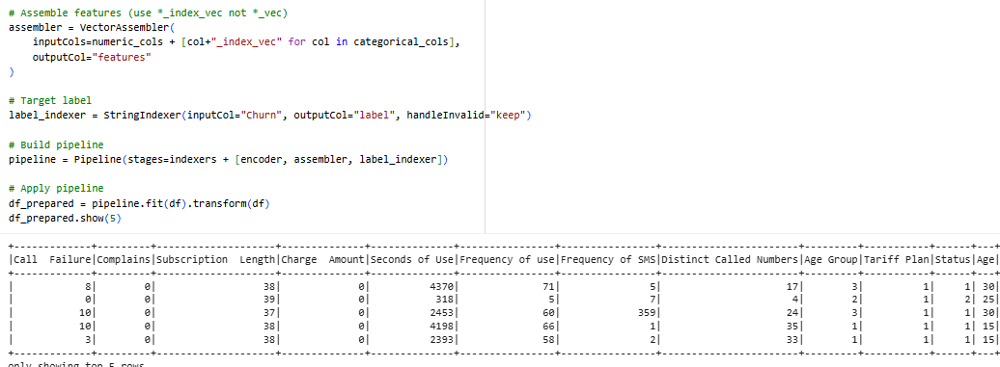 # Assemble features (use *_index_vec not *_vec)
assembler = VectorAssembler(
    inputCols=numeric_cols + [col+"_index_vec" for col in categorical_cols],
    outputCol="features"
)
# Target label
label_indexer = StringIndexer(inputCol="Churn", outputCol="label", handleInvalid="keep")
# Build pipeline
pipeline = Pipeline(stages=indexers + [encoder, assembler, label_indexer])
# Apply pipeline
df_prepared = pipeline.fit(df).transform(df)
df_prepared.show(5)
+-------------+---------+--------------------+--------------+--------------+----------------+----------------+-----------------------+---------+-----------+------+---+
|Call  Failure|Complains|Subscription  Length|Charge  Amount|Seconds of Use|Frequency of use|Frequency of SMS|Distinct Called Numbers|Age Group|Tariff Plan|Status|Age|
+-------------+---------+--------------------+--------------+--------------+----------------+----------------+-----------------------+---------+-----------+------+---+
|            8|        0|                  38|             0|          4370|              71|               5|                     17|        3|          1|     1| 30|
|            0|        0|                  39|             0|           318|               5|               7|                      4|        2|          1|     2| 25|
|           10|        0|                  37|             0|          2453|              60|             359|                     24|        3|          1|     1| 30|
|           10|        0|                  38|             0|          4198|              66|               1|                     35|        1|          1|     1| 15|
|            3|        0|                  38|             0|          2393|              58|               2|                     33|        1|          1|     1| 15|
+-------------+---------+--------------------+--------------+--------------+----------------+----------------+-----------------------+---------+-----------+------+---+
only showing top 5 rows